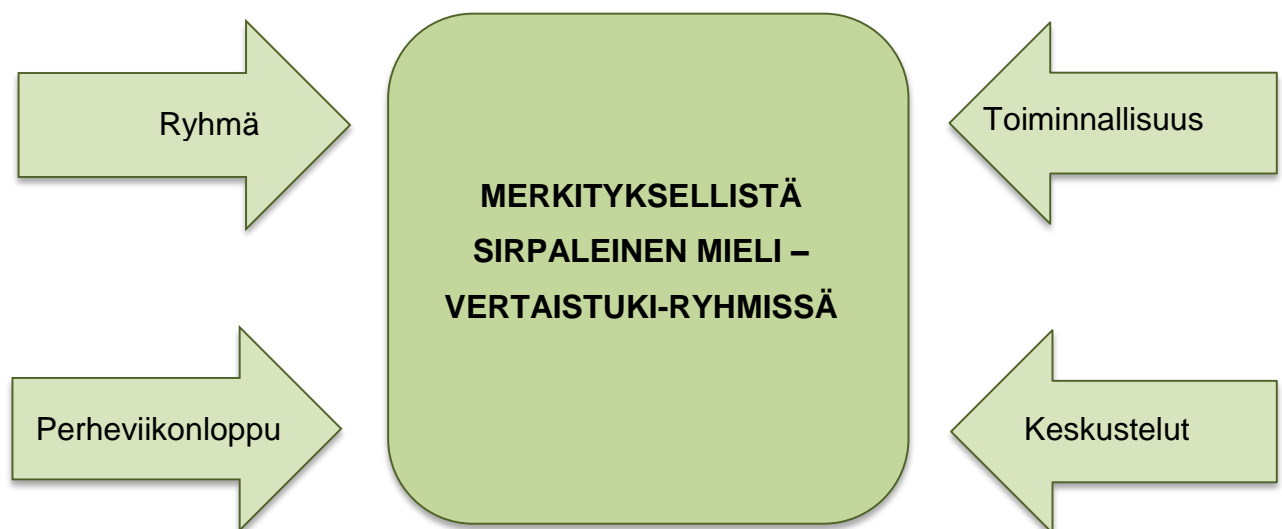 Ryhmä
Toiminnallisuus
MERKITYKSELLISTÄ
SIRPALEINEN MIELI –
VERTAISTUKI-RYHMISSÄ
Perheviikonloppu
Keskustelut